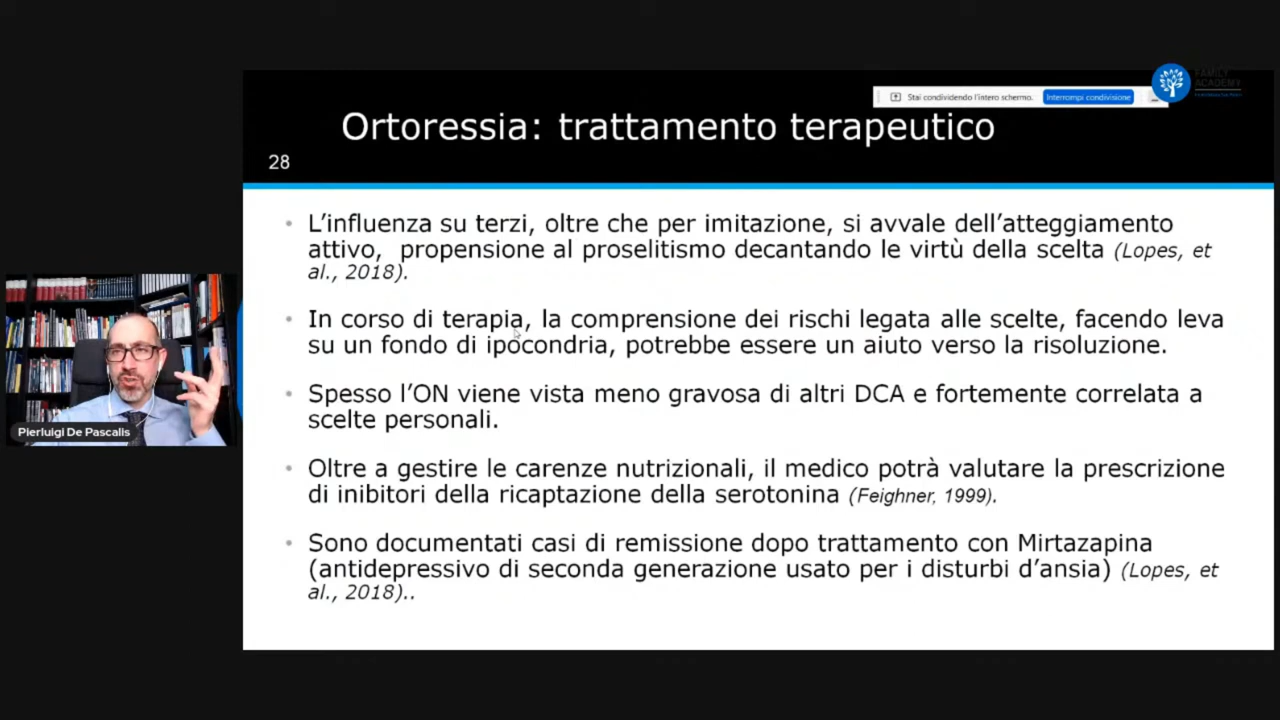 FAMILY
ACADEMY
Stai condividendo l'intero schermo. Interrompi condivisione
Ortoressia: trattamento terapeutico
28
• L'influenza su terzi, oltre che per imitazione, si avvale dell'atteggiamento
attivo,  propensione al proselitismo decantando le virtù della scelta (Lopes, et
al., 2018).
• In corso di terapia, la comprensione dei rischi legata alle scelte, facendo leva
su un fondo di ipocondria, potrebbe essere un aiuto verso la risoluzione.
• Spesso l'ON viene vista meno gravosa di altri DCA e fortemente correlata a
scelte personali.
• Oltre a gestire le carenze nutrizionali, il medico potrà valutare la prescrizione
di inibitori della ricaptazione della serotonina (Feighner, 1999).
• Sono documentati casi di remissione dopo trattamento con Mirtazapina
(antidepressivo di seconda generazione usato per i disturbi d'ansia) (Lopes, et
al., 2018)..
Pierluigi De Pascalis